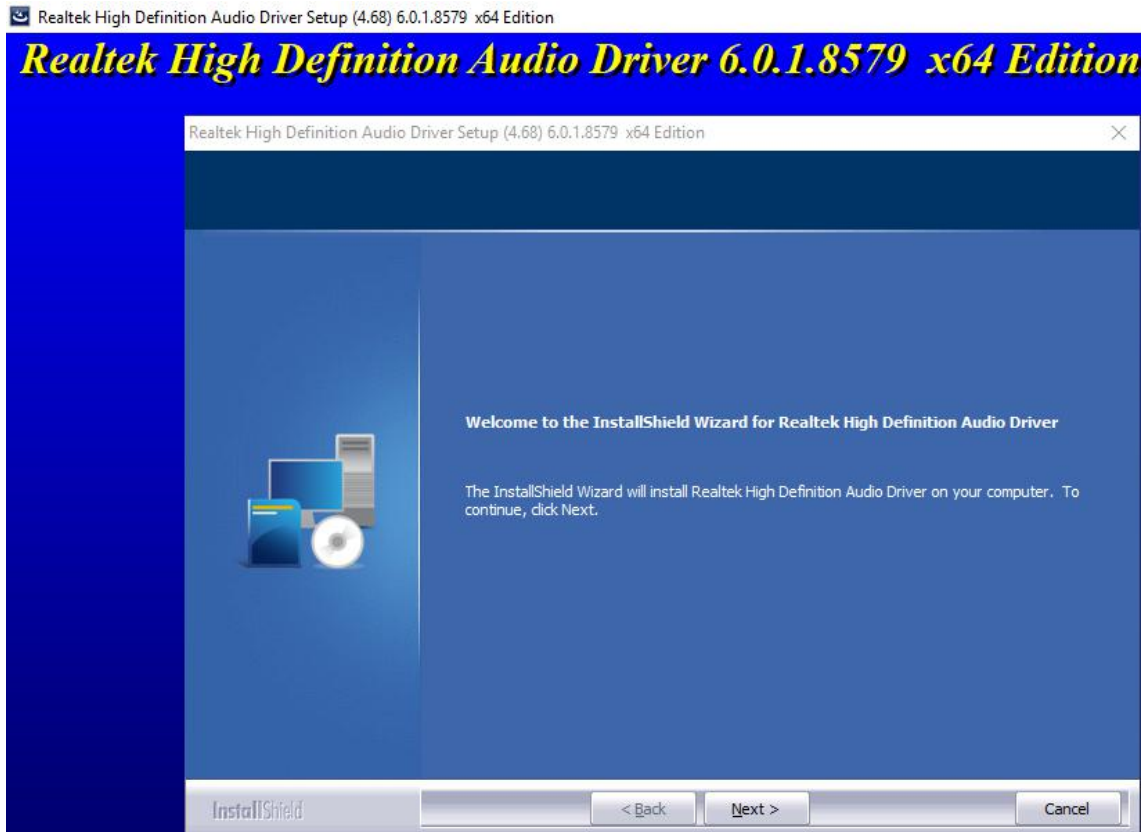 Realtek High Definition Audio Driver Setup (4.68) 6.0.1.8579 x64 Edition
Realtek High Definition Audio Driver 6.0.1.8579 x64 Edition
Realtek High Definition Audio Driver Setup (4.68) 6.0.1.8579 x64 Edition
Welcome to the InstallShield Wizard for Realtek High Definition Audio Driver
The InstallShield Wizard will install Realtek High Definition Audio Driver on your computer. To
continue, click Next.
InstallShield
< Back Next > Cancel